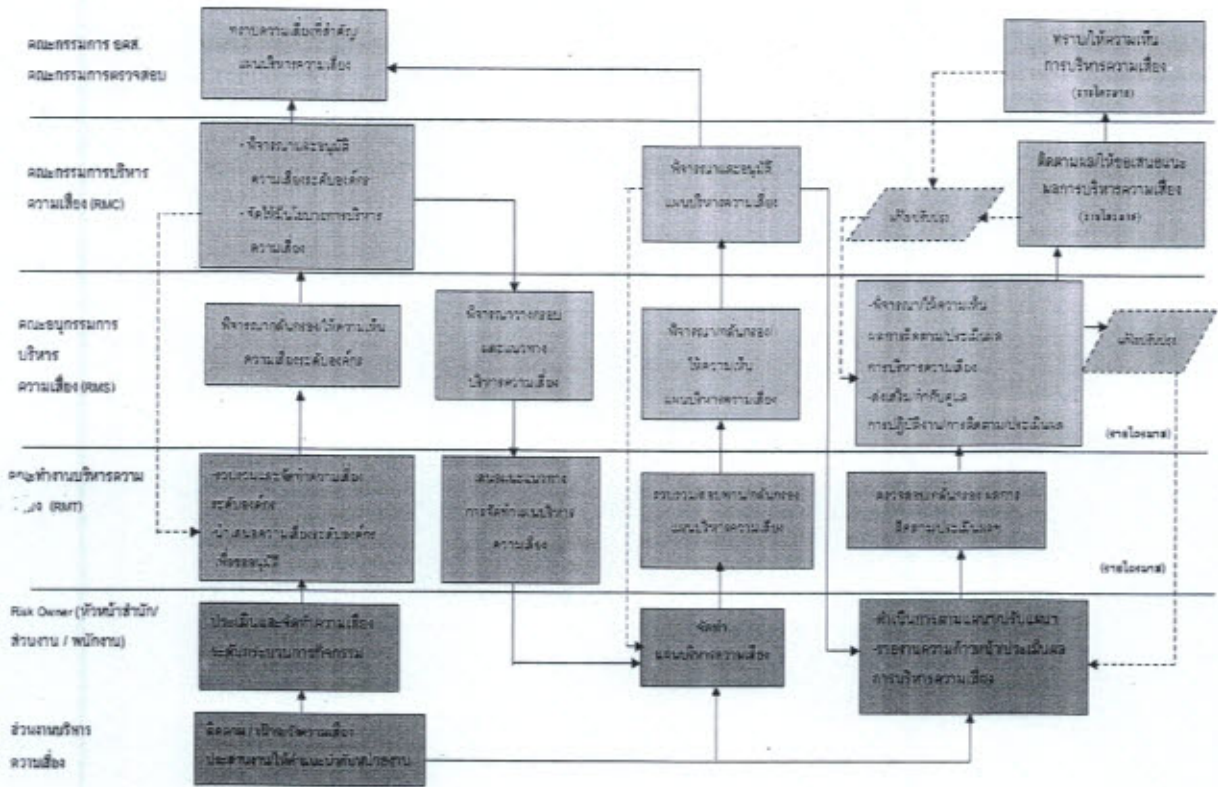 คณะกรรมการ อคส.
คณะกรรมการตรวจสอบ
ทราบความเสี่ยงที่สำคัญ/
แผนบริหารความเสี่ยง
ทราบ/ให้ความเห็น
การบริหารความเสี่ยง
(รายไตรมาส)
คณะกรรมการบริหาร
ความเสี่ยง (RMC)
- พิจารณาและอนุมัติ
ความเสี่ยงระดับองค์กร
- จัดให้มีนโยบายการบริหาร
ความเสี่ยง
พิจารณาและอนุมัติ
แผนบริหารความเสี่ยง
แก้ไขปรับปรุง
ติดตามผล/ให้ข้อเสนอแนะ
ผลการบริหารความเสี่ยง
(รายไตรมาส)
คณะอนุกรรมการ
บริหาร
ความเสี่ยง (RMS)
พิจารณากลั่นกรอง/ให้ความเห็น
ความเสี่ยงระดับองค์กร
พิจารณาวางกรอบ
และแนวทาง
บริหารความเสี่ยง
พิจารณา/กลั่นกรอง/
ให้ความเห็น
แผนบริหารความเสี่ยง
-พิจารณา/ให้ความเห็น
ผลการติดตาม/ประเมินผล
การบริหารความเสี่ยง
-ส่งเสริม/กำกับดูแล
การปฏิบัติงาน/การติดตาม/ประเมินผล
แก้ไขปรับปรุง
(รายไตรมาส)
คณะทำงานบริหารความ
(RMT)
-รวบรวมและจัดทำความเสี่ยง
ระดับองค์กร
-นำเสนอความเสี่ยงระดับองค์กร
เพื่อขออนุมัติ
เสนอแนะแนวทาง
การจัดทำแผนบริหาร
ความเสี่ยง
รวบรวม/สอบทาน/กลั่นกรอง
แผนบริหารความเสี่ยง
ตรวจสอบ/กลั่นกรอง ผลการ
ติดตาม/ประเมินผลฯ
(รายไตรมาส)
Risk Owner (หัวหน้าสำนัก/
ส่วนงาน / พนักงาน)
ประเมินและจัดทำความเสี่ยง
ระดับกระบวนการ/กิจกรรม
จัดทำ
แผนบริหารความเสี่ยง
-ดำเนินการตามแผนฯ/ปรับแผนฯ
-รายงานความก้าวหน้า/ประเมินผล
การบริหารความเสี่ยง
ส่วนงานบริหาร
ความเสี่ยง
ติดตาม / เฝ้าระวังความเสี่ยง
ประสานงาน/ให้คำแนะนำกับหน่วยงาน